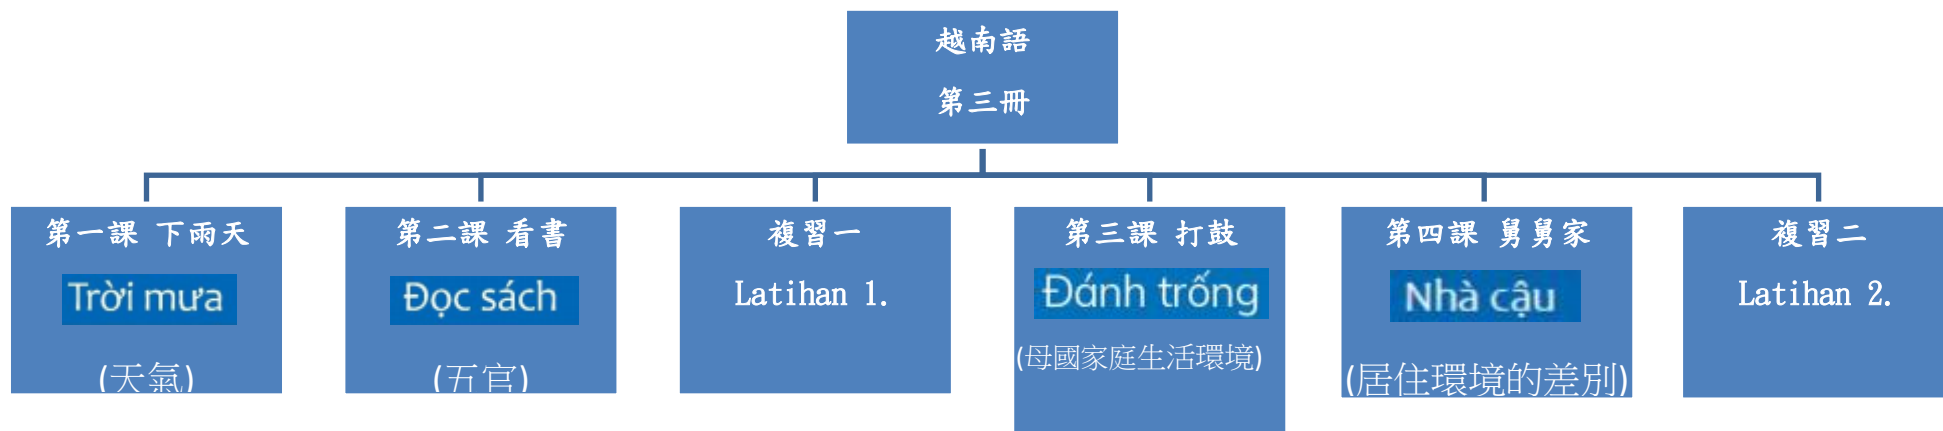 越南語
第三冊
第一課 下雨天
Trời mưa
(天氣)
第二課 看書
Đọc sách
(五官)
複習一
Latihan 1.
第三課 打鼓
Đánh trống
(母國家庭生活環境)
第四課 舅舅家
Nhà cậu
(居住環境的差別)
複習二
Latihan 2.